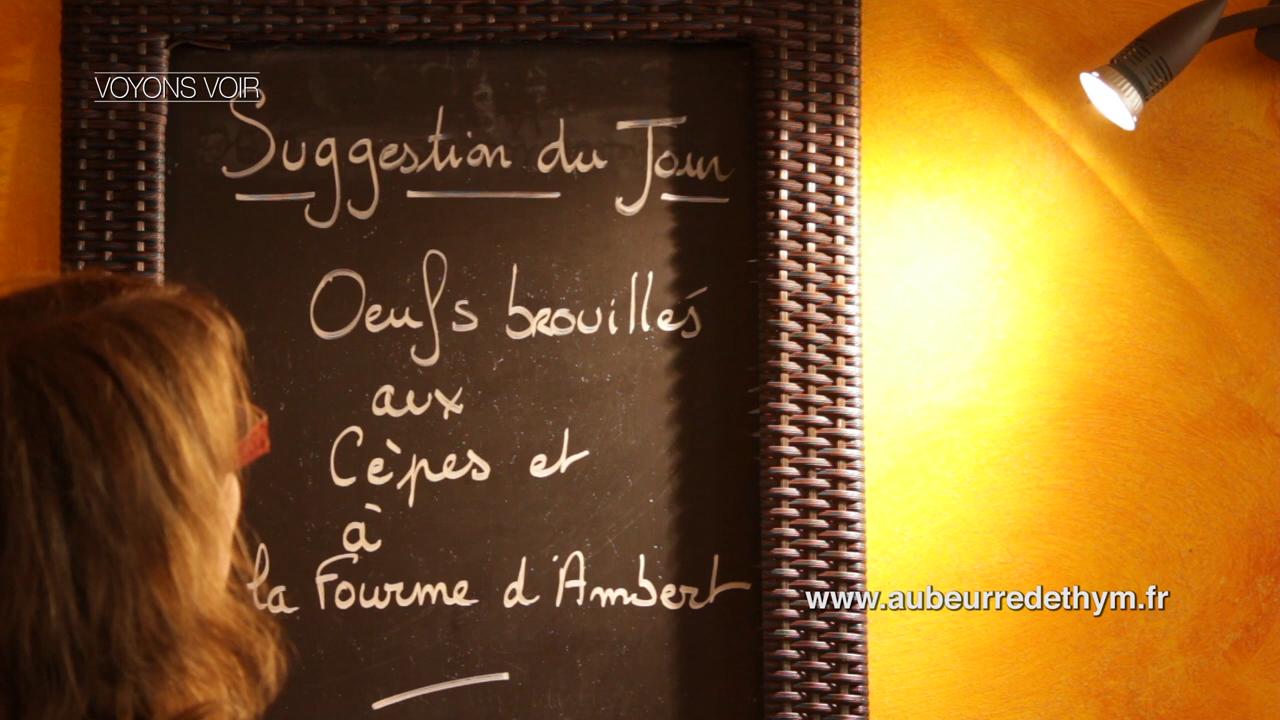 VOYONS VOIR
Suggestion du Jour
Oeufs brouillés
aux
Cèpes et
à
la Fourme d'Ambert
www.aubeurredethym.fr